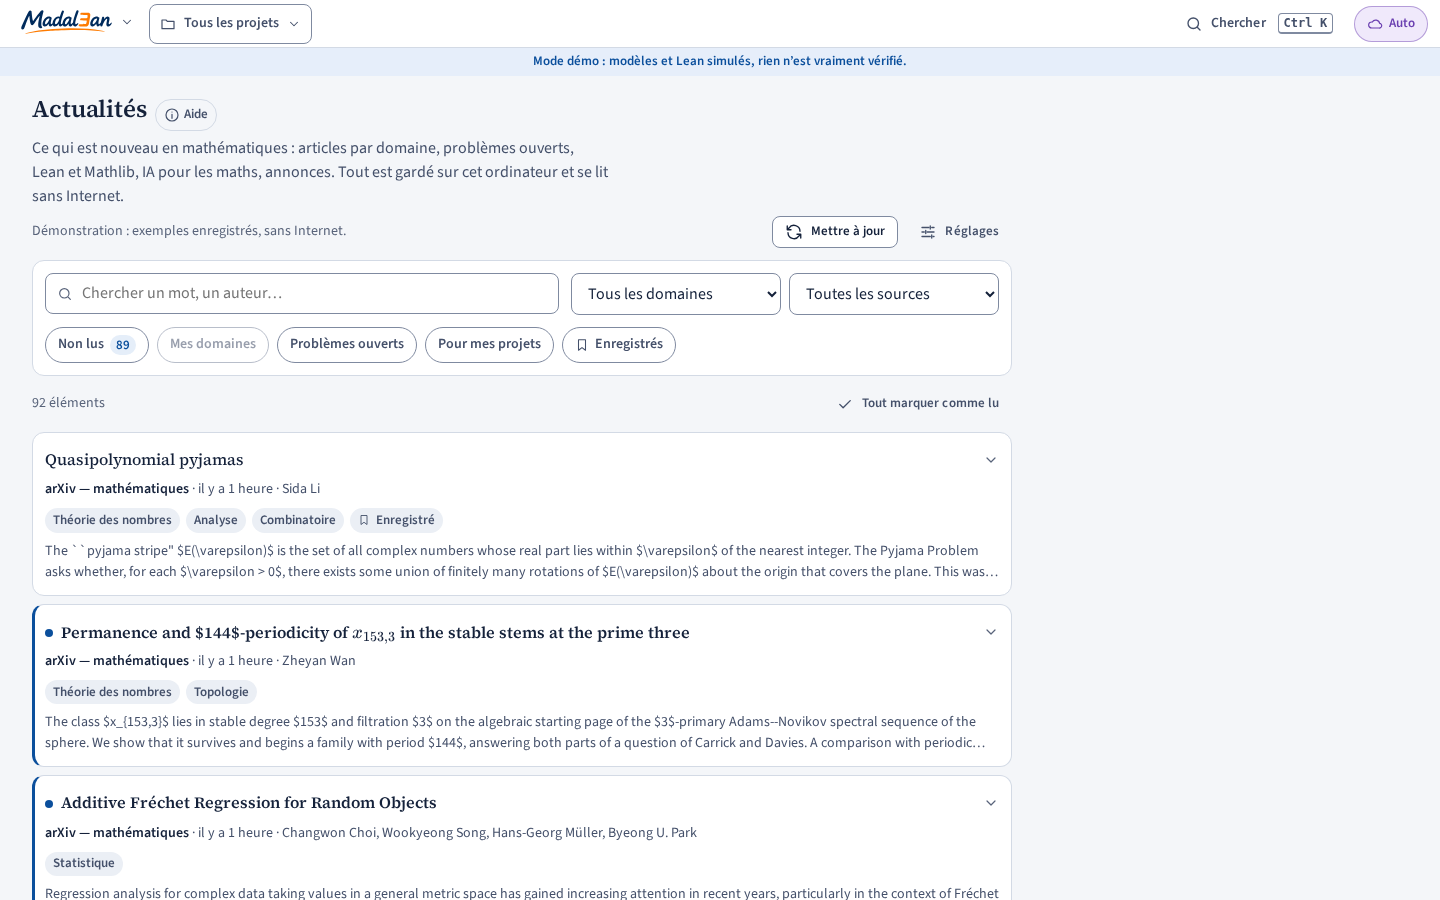 Madal∃an
Tous les projets
Chercher
Ctrl K
Auto
Mode démo : modèles et Lean simulés, rien n’est vraiment vérifié.
Actualités
Aide
Ce qui est nouveau en mathématiques : articles par domaine, problèmes ouverts,
Lean et Mathlib, IA pour les maths, annonces. Tout est gardé sur cet ordinateur et se lit
sans Internet.
Démonstration : exemples enregistrés, sans Internet.
Mettre à jour
Réglages
Chercher un mot, un auteur…
Tous les domaines
Toutes les sources
Non lus 89
Mes domaines
Problèmes ouverts
Pour mes projets
Enregistrés
92 éléments
Tout marquer comme lu
Quasipolynomial pyjamas
arXiv — mathématiques · il y a 1 heure · Sida Li
Théorie des nombres
Analyse
Combinatoire
Enregistré
The ``pyjama stripe" $E(\varepsilon)$ is the set of all complex numbers whose real part lies within $\varepsilon$ of the nearest integer. The Pyjama Problem
asks whether, for each $\varepsilon > 0$, there exists some union of finitely many rotations of $E(\varepsilon)$ about the origin that covers the plane. This was…
Permanence and $144$-periodicity of x153,3 in the stable stems at the prime three
arXiv — mathématiques · il y a 1 heure · Zheyan Wan
Théorie des nombres
Topologie
The class $x_{153,3}$ lies in stable degree $153$ and filtration $3$ on the algebraic starting page of the $3$-primary Adams--Novikov spectral sequence of the
sphere. We show that it survives and begins a family with period $144$, answering both parts of a question of Carrick and Davies. A comparison with periodic…
Additive Fréchet Regression for Random Objects
arXiv — mathématiques · il y a 1 heure · Changwon Choi, Wookyeong Song, Hans-Georg Müller, Byeong U. Park
Statistique
Regression analysis for complex data taking values in a general metric space has gained increasing attention in recent years, particularly in the context of Fréchet